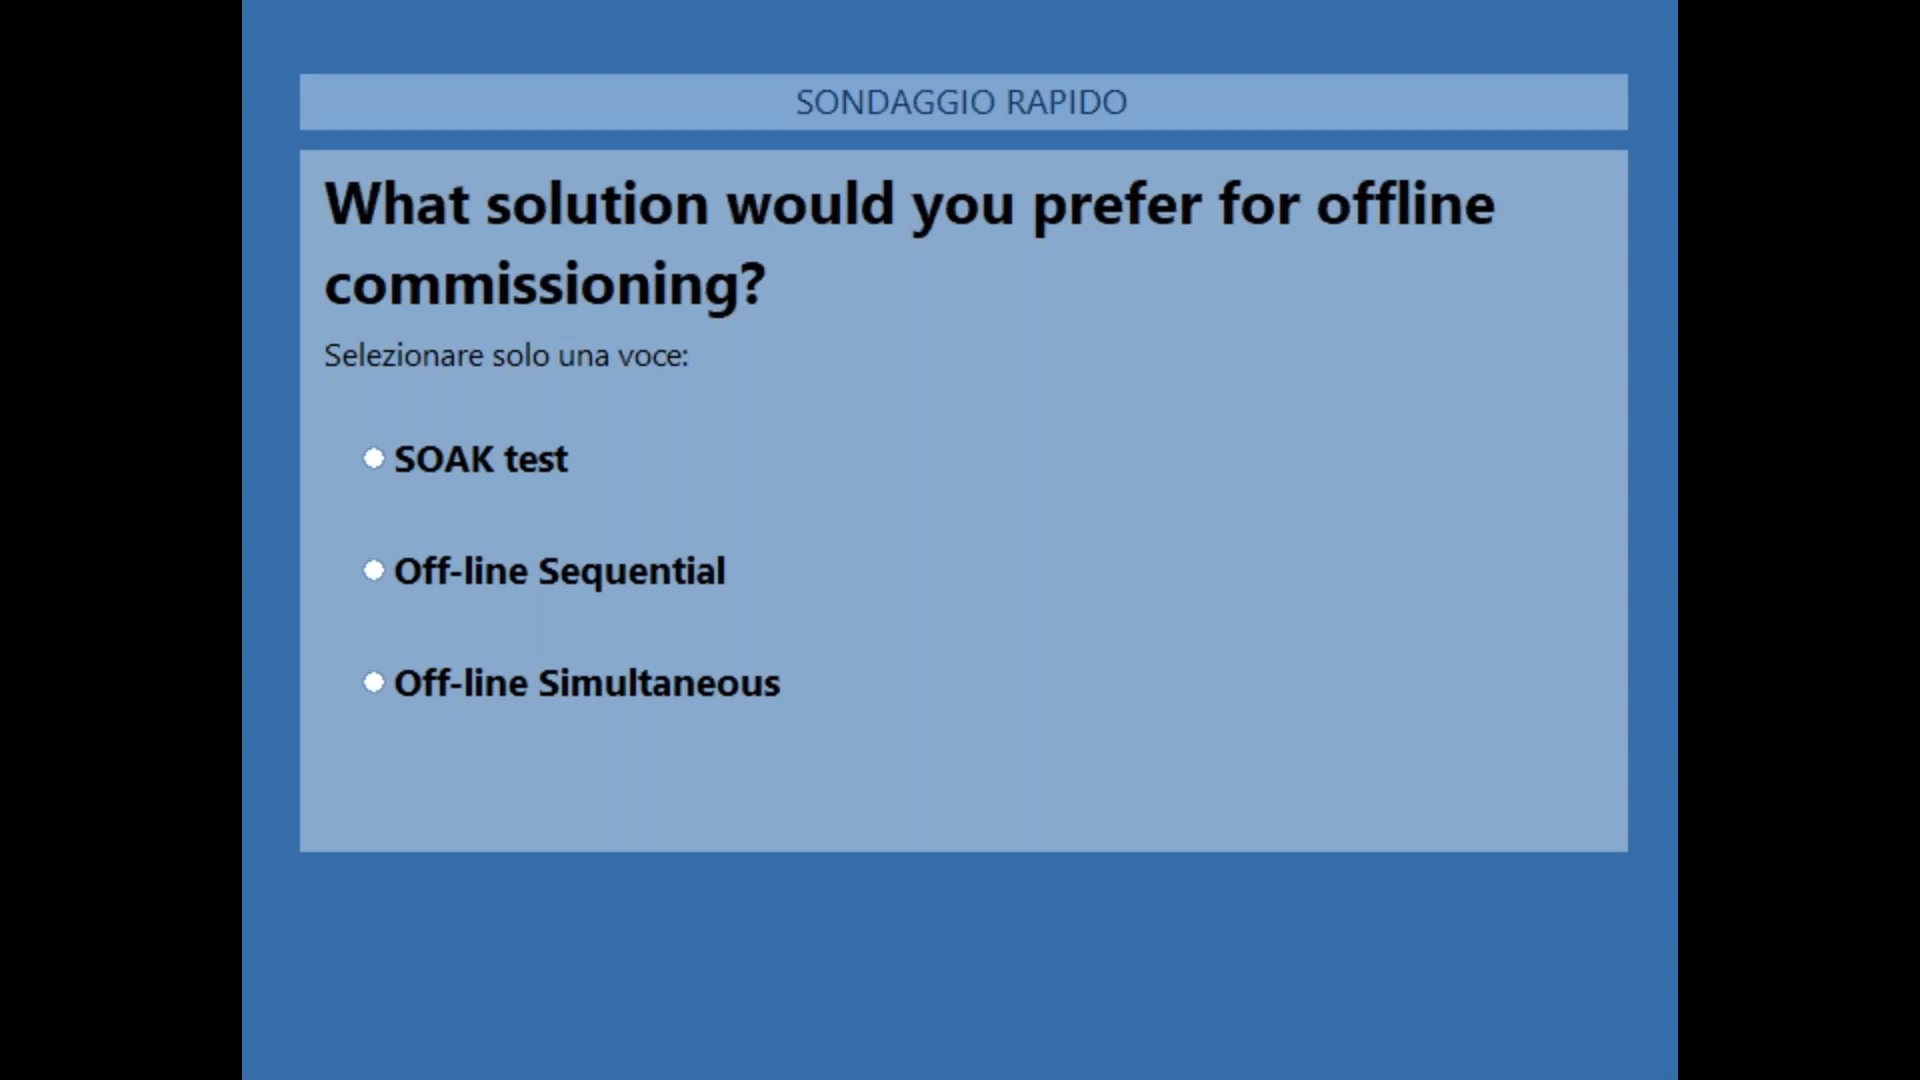 SONDAGGIO RAPIDO
What solution would you prefer for offline
commissioning?
Selezionare solo una voce:
SOAK test
Off-line Sequential
Off-line Simultaneous